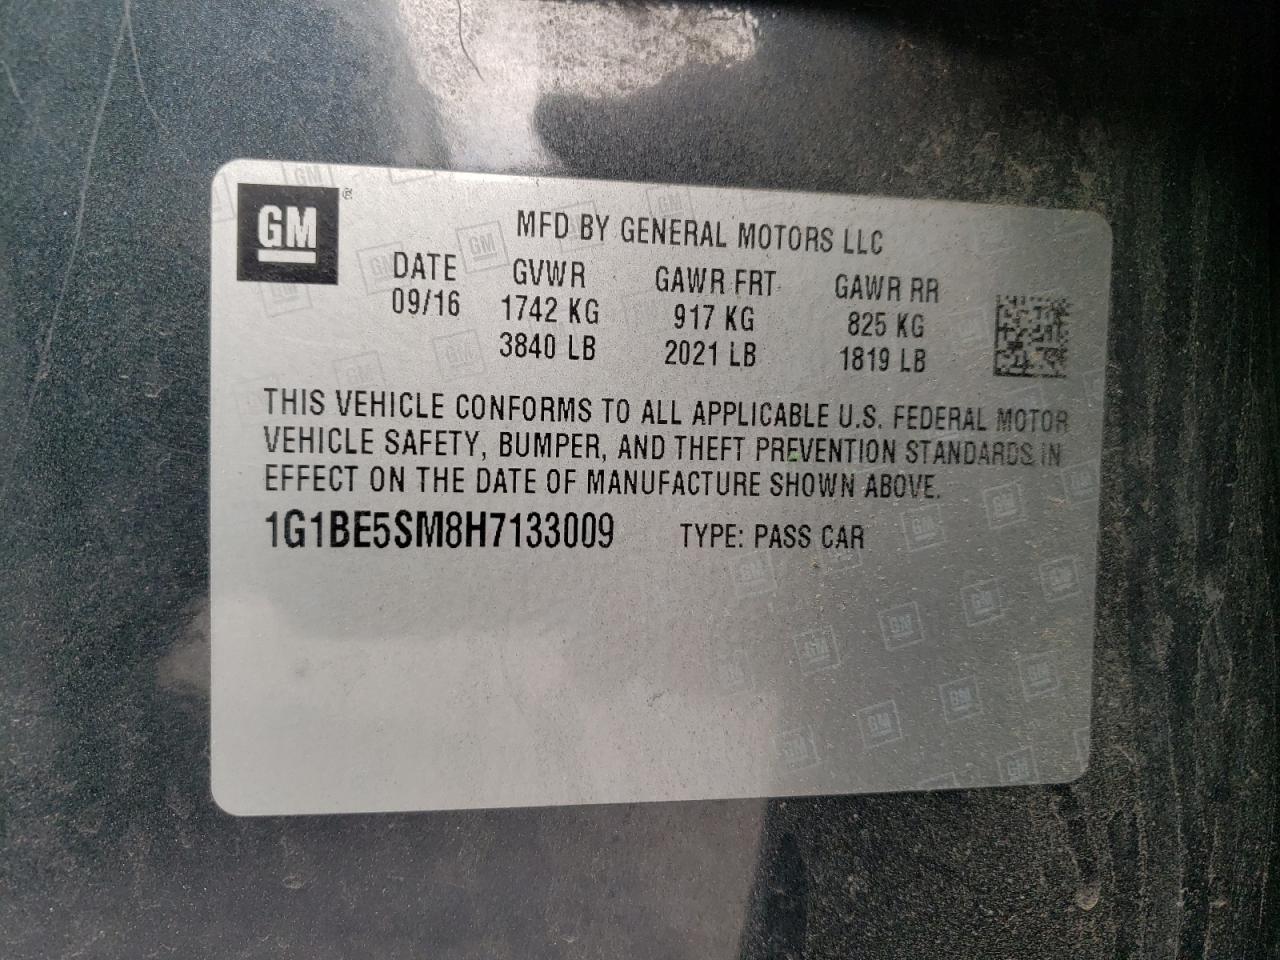 GM ®
MFD BY GENERAL MOTORS LLC
DATE GVWR GAWR FRT GAWR RR
09/16 1742 KG 917 KG 825 KG
3840 LB 2021 LB 1819 LB
THIS VEHICLE CONFORMS TO ALL APPLICABLE U.S. FEDERAL MOTOR
VEHICLE SAFETY, BUMPER, AND THEFT PREVENTION STANDARDS IN
EFFECT ON THE DATE OF MANUFACTURE SHOWN ABOVE.
1G1BE5SM8H7133009 TYPE: PASS CAR